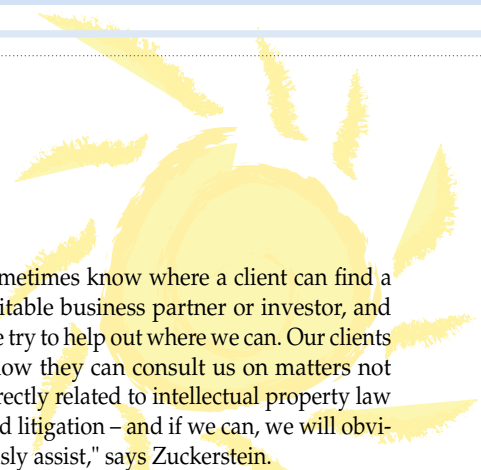 metimes know where a client can find a
itable business partner or investor, and
e try to help out where we can. Our clients
ow they can consult us on matters not
rectly related to intellectual property law
d litigation – and if we can, we will obvi-
sly assist," says Zuckerstein.